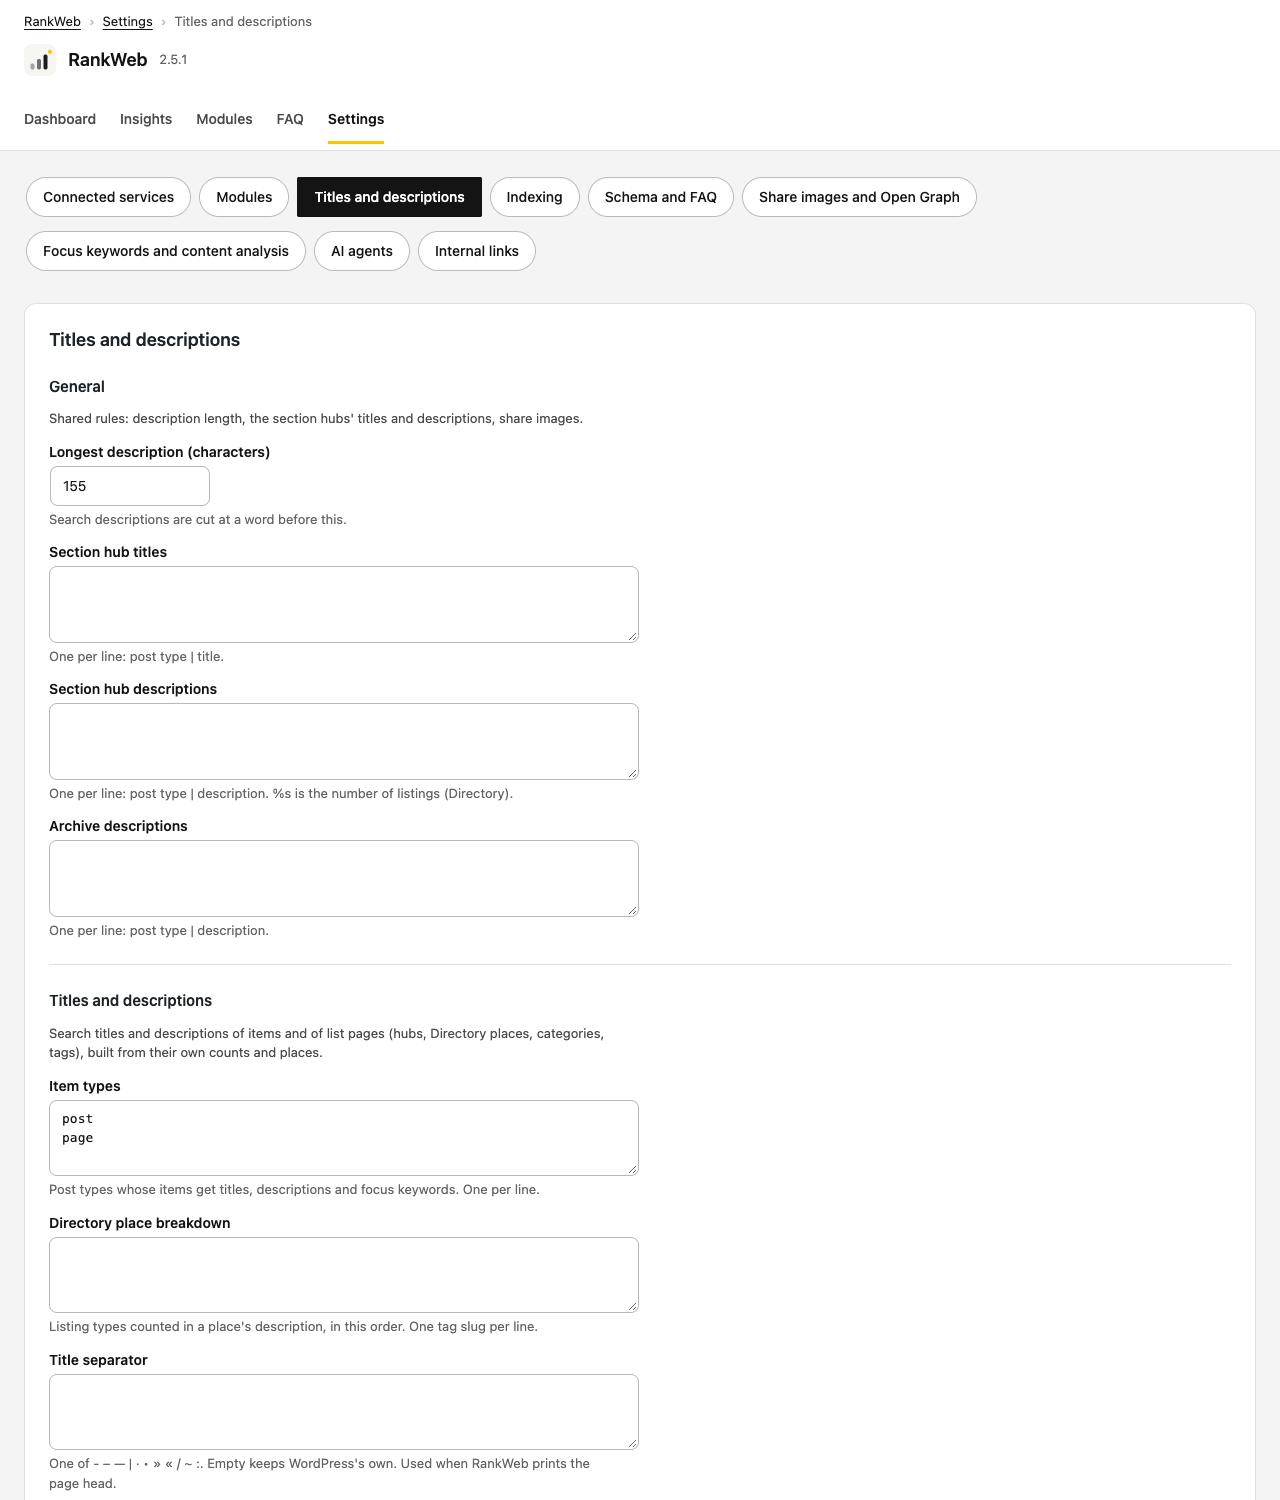 RankWeb › Settings › Titles and descriptions
RankWeb 2.5.1
Dashboard Insights Modules FAQ Settings
Connected services Modules Titles and descriptions Indexing Schema and FAQ Share images and Open Graph
Focus keywords and content analysis AI agents Internal links
Titles and descriptions
General
Shared rules: description length, the section hubs' titles and descriptions, share images.
Longest description (characters)
155
Search descriptions are cut at a word before this.
Section hub titles
One per line: post type | title.
Section hub descriptions
One per line: post type | description. %s is the number of listings (Directory).
Archive descriptions
One per line: post type | description.
Titles and descriptions
Search titles and descriptions of items and of list pages (hubs, Directory places, categories,
tags), built from their own counts and places.
Item types
post
page
Post types whose items get titles, descriptions and focus keywords. One per line.
Directory place breakdown
Listing types counted in a place's description, in this order. One tag slug per line.
Title separator
One of - – — | · • » « / ~ :. Empty keeps WordPress's own. Used when RankWeb prints the
page head.